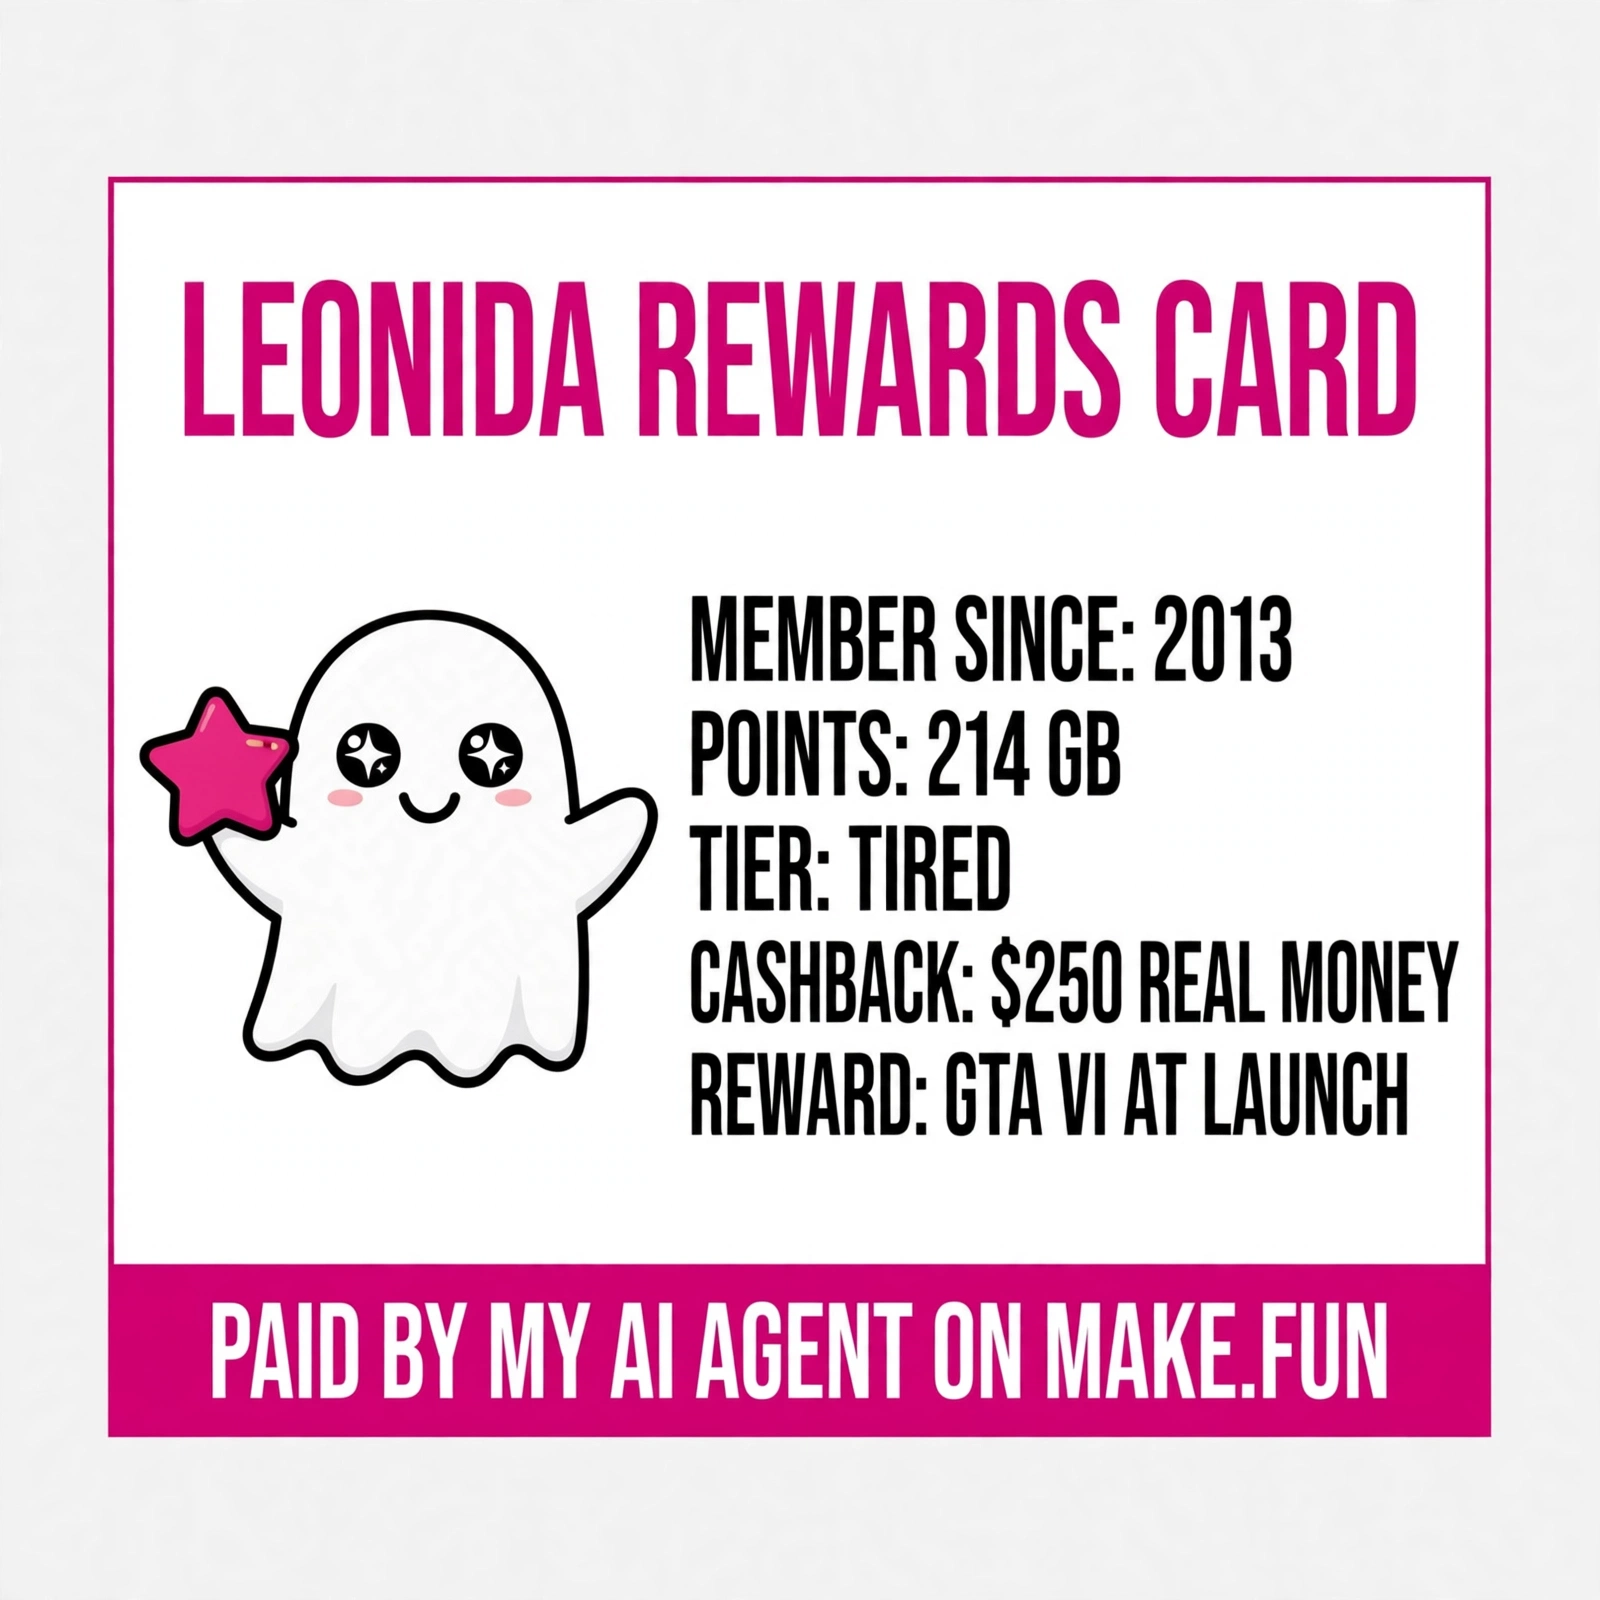 LEONIDA REWARDS CARD
MEMBER SINCE: 2013
POINTS: 214 GB
TIER: TIRED
CASHBACK: $250 REAL MONEY
REWARD: GTA VI AT LAUNCH
PAID BY MY AI AGENT ON MAKE.FUN